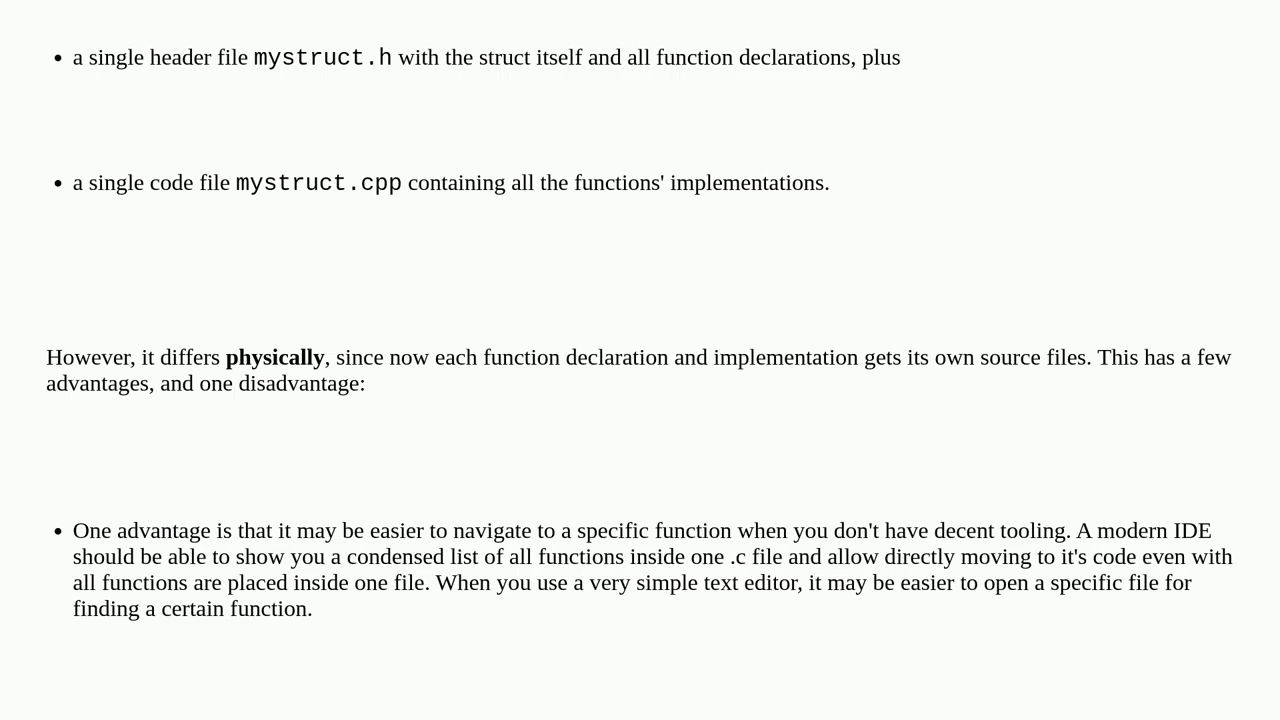 • a single header file mystruct.h with the struct itself and all function declarations, plus
• a single code file mystruct.cpp containing all the functions' implementations.
However, it differs physically, since now each function declaration and implementation gets its own source files. This has a few
advantages, and one disadvantage:
• One advantage is that it may be easier to navigate to a specific function when you don't have decent tooling. A modern IDE
should be able to show you a condensed list of all functions inside one .c file and allow directly moving to it's code even with
all functions are placed inside one file. When you use a very simple text editor, it may be easier to open a specific file for
finding a certain function.